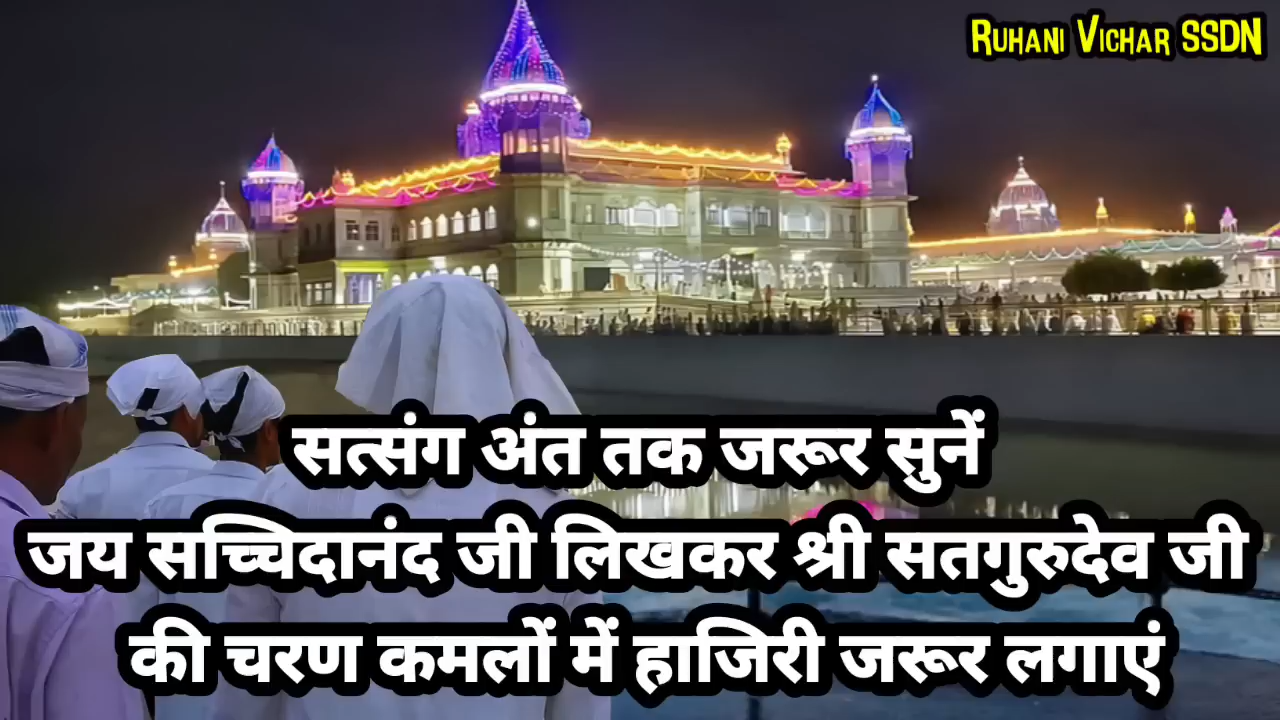 RUHANI VICHAR SSDN
सत्संग अंत तक जरूर सुनें
जय सच्चिदानंद जी लिखकर श्री सतगुरुदेव जी
की चरण कमलों में हाजिरी जरूर लगाएं